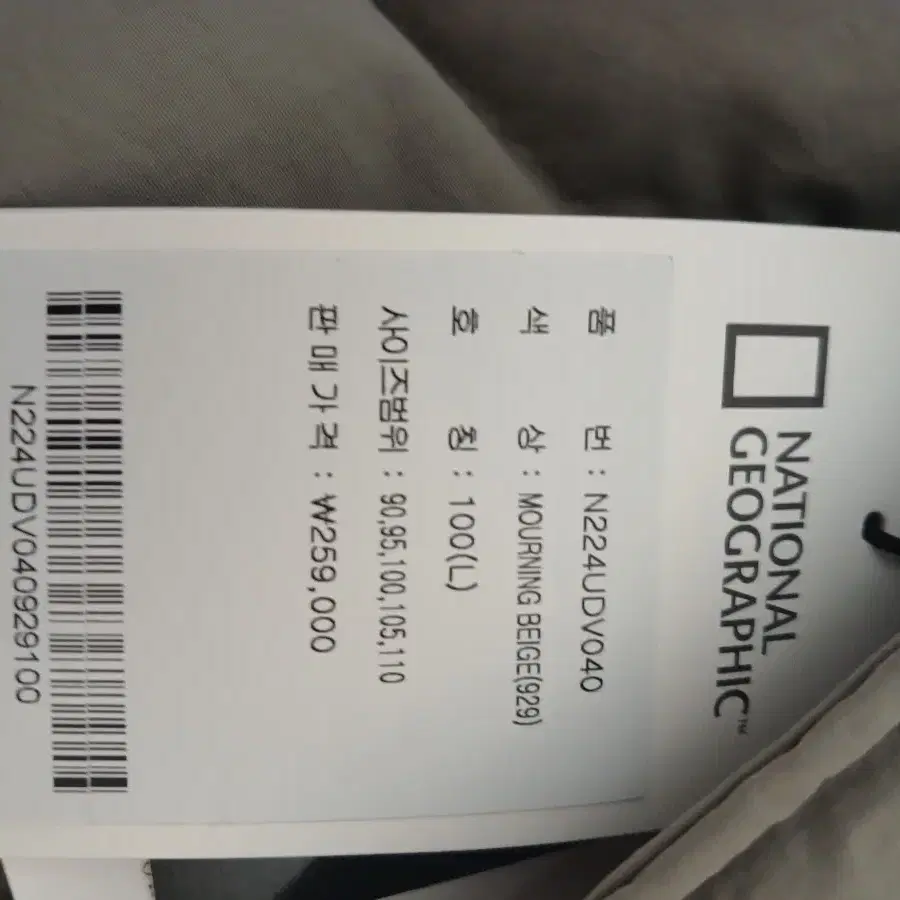 NATIONAL
GEOGRAPHIC™
품 번 : N224UDV040
색 상 : MOURNING BEIGE(929)
호 칭 : 100(L)
사이즈범위 : 90,95,100,105,110
판 매 가 격 : ₩259,000
N224UDV040929100